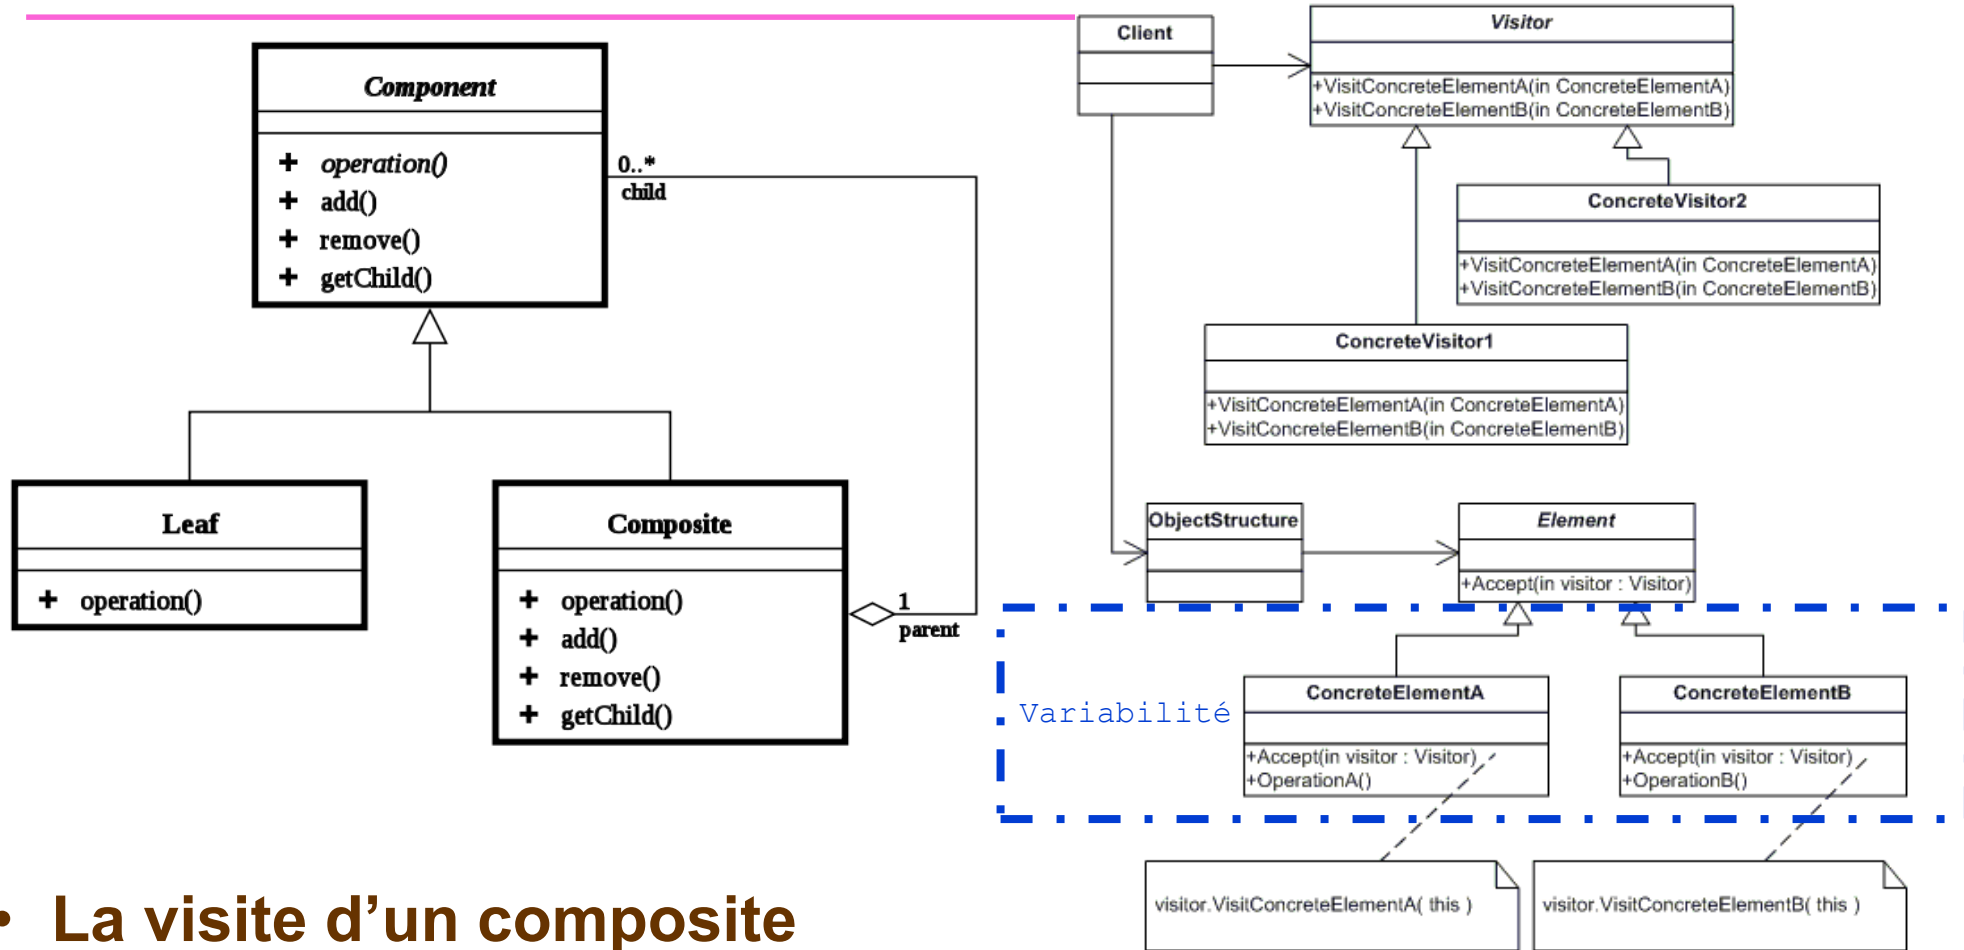 Component
+ operation()
+ add()
+ remove()
+ getChild()
0..*
child
Leaf
+ operation()
Composite
+ operation()
+ add()
+ remove()
+ getChild()
1
parent
Client
Visitor
+VisitConcreteElementA(in ConcreteElementA)
+VisitConcreteElementB(in ConcreteElementB)
ConcreteVisitor2
+VisitConcreteElementA(in ConcreteElementA)
+VisitConcreteElementB(in ConcreteElementB)
ConcreteVisitor1
+VisitConcreteElementA(in ConcreteElementA)
+VisitConcreteElementB(in ConcreteElementB)
ObjectStructure
Element
+Accept(in visitor : Visitor)
Variabilité
ConcreteElementA
+Accept(in visitor : Visitor)
+OperationA()
ConcreteElementB
+Accept(in visitor : Visitor)
+OperationB()
visitor.VisitConcreteElementA( this )
visitor.VisitConcreteElementB( this )
• La visite d’un composite